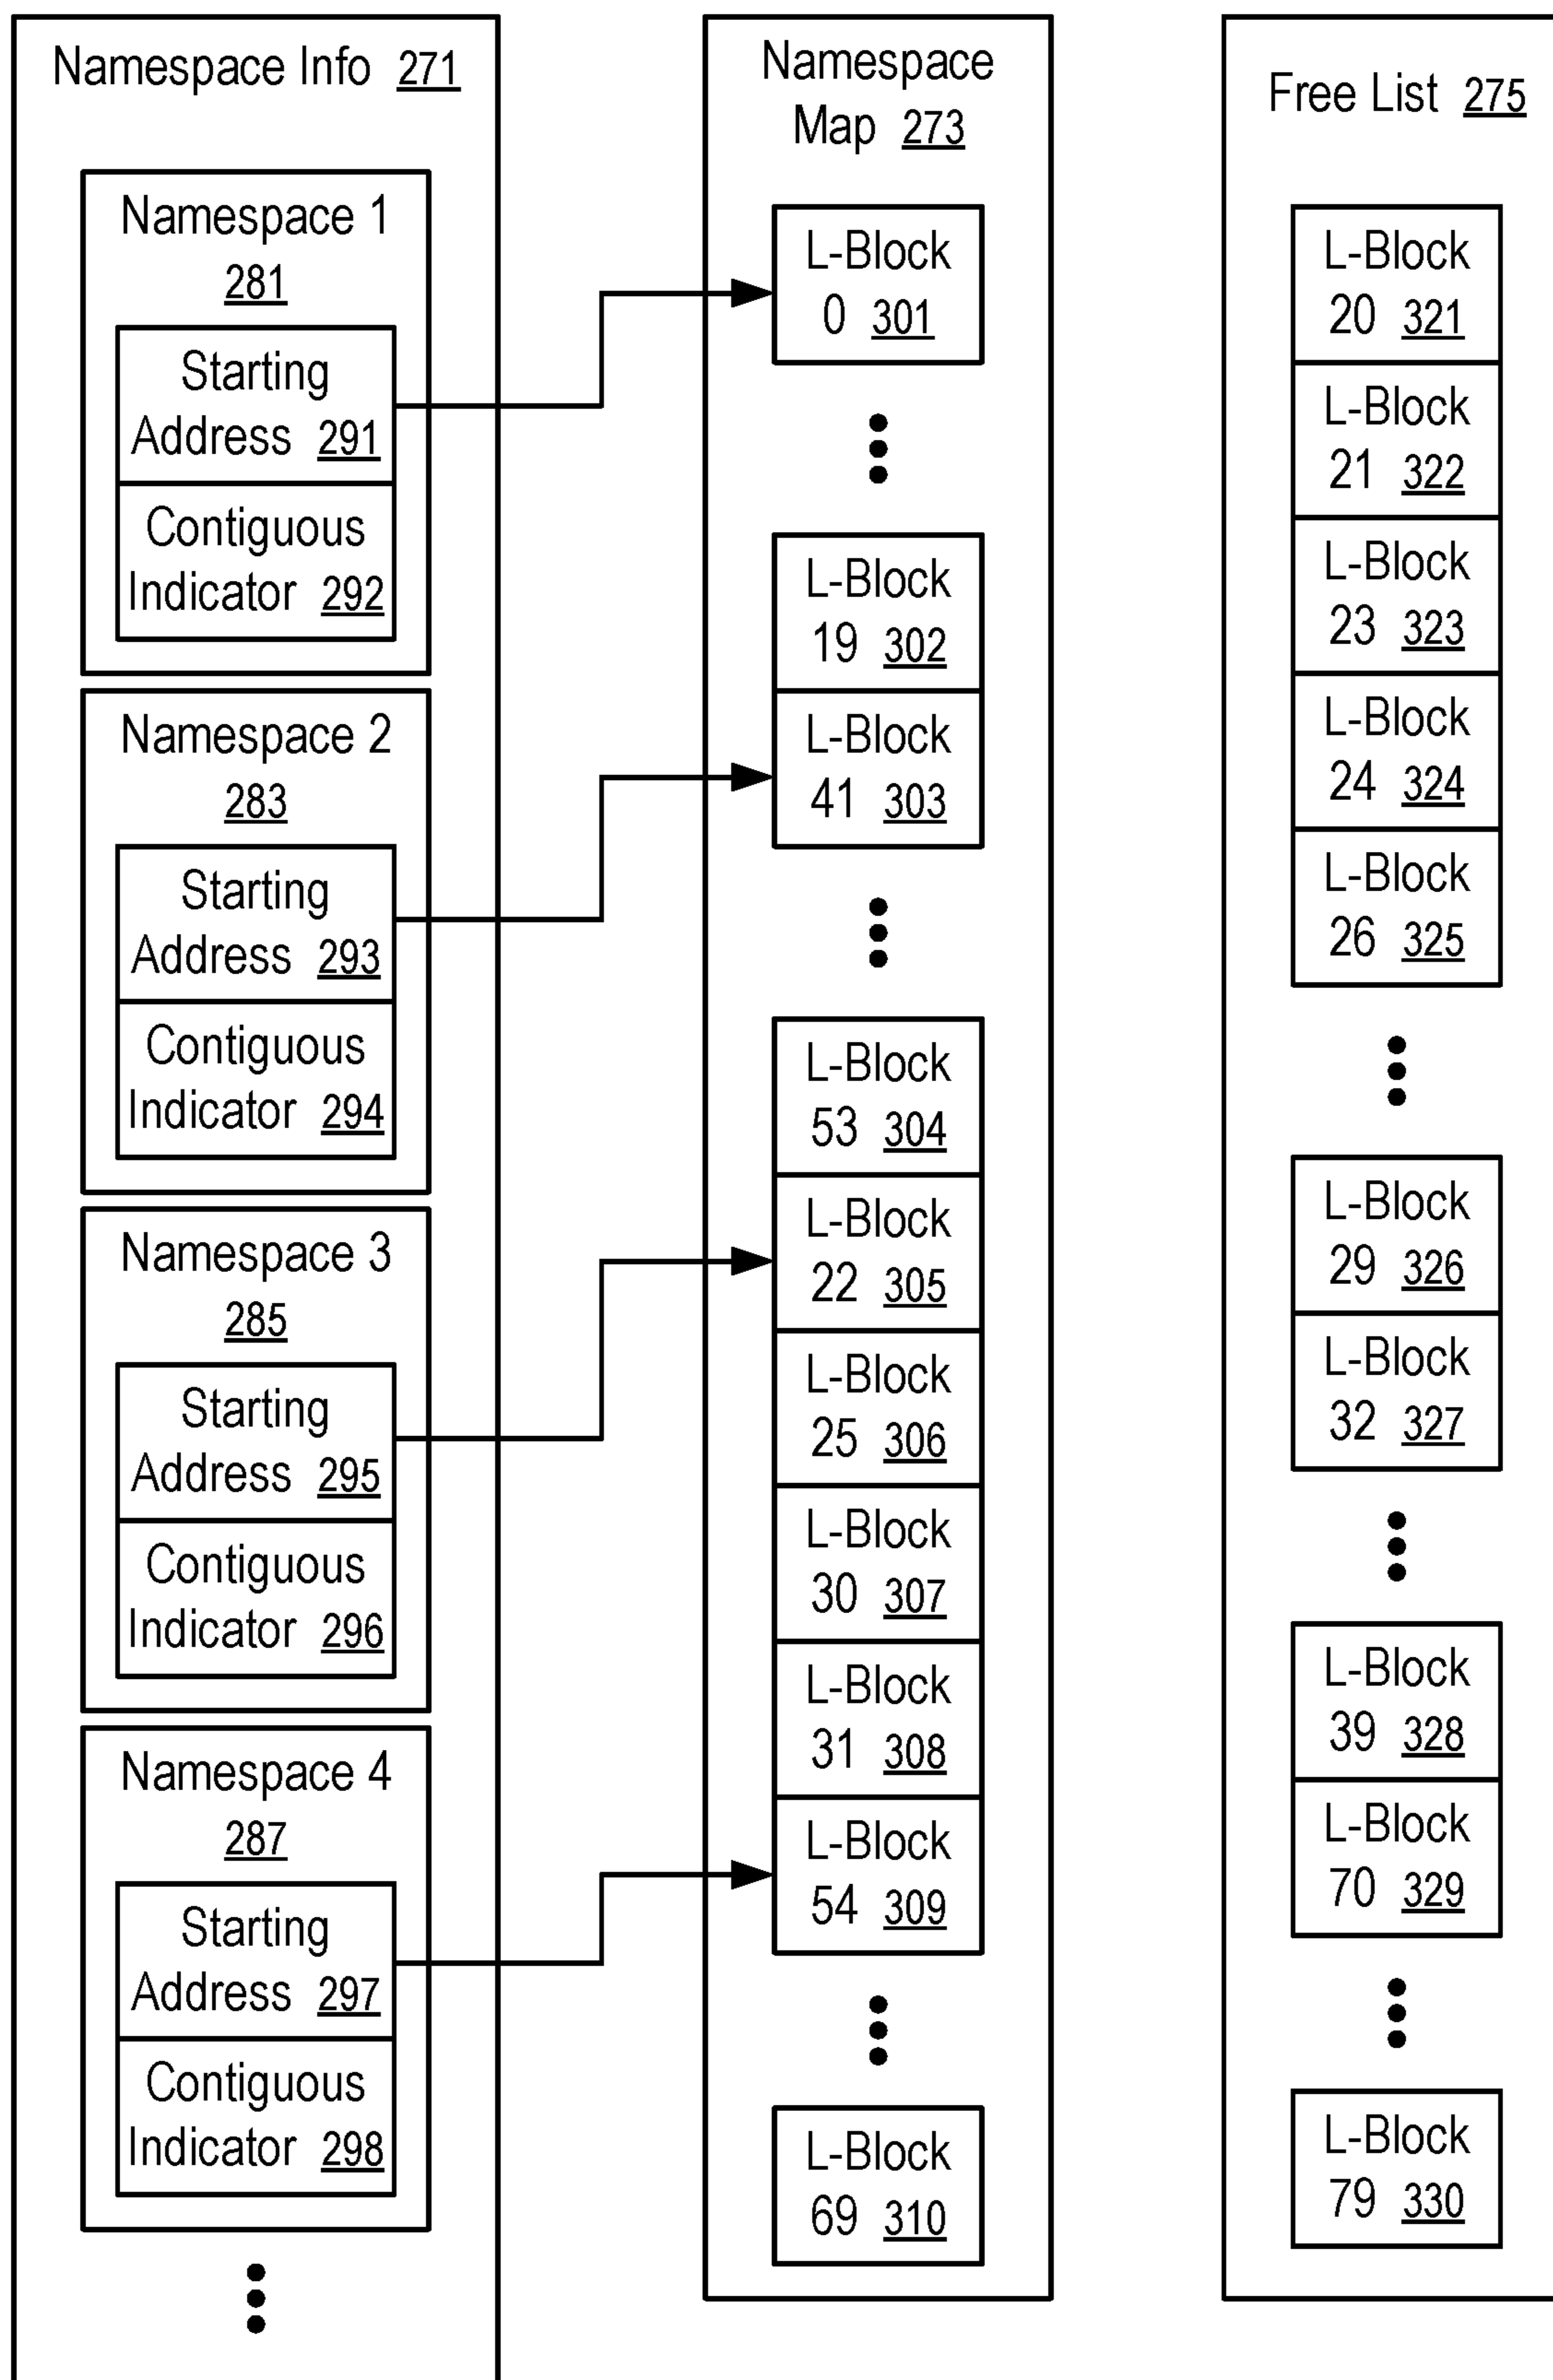 Namespace Info 271
Namespace 1
281
Starting
Address 291
Contiguous
Indicator 292
Namespace 2
283
Starting
Address 293
Contiguous
Indicator 294
Namespace 3
285
Starting
Address 295
Contiguous
Indicator 296
Namespace 4
287
Starting
Address 297
Contiguous
Indicator 298
Namespace
Map 273
L-Block
0 301
L-Block
19 302
L-Block
41 303
L-Block
53 304
L-Block
22 305
L-Block
25 306
L-Block
30 307
L-Block
31 308
L-Block
54 309
L-Block
69 310
Free List 275
L-Block
20 321
L-Block
21 322
L-Block
23 323
L-Block
24 324
L-Block
26 325
L-Block
29 326
L-Block
32 327
L-Block
39 328
L-Block
70 329
L-Block
79 330